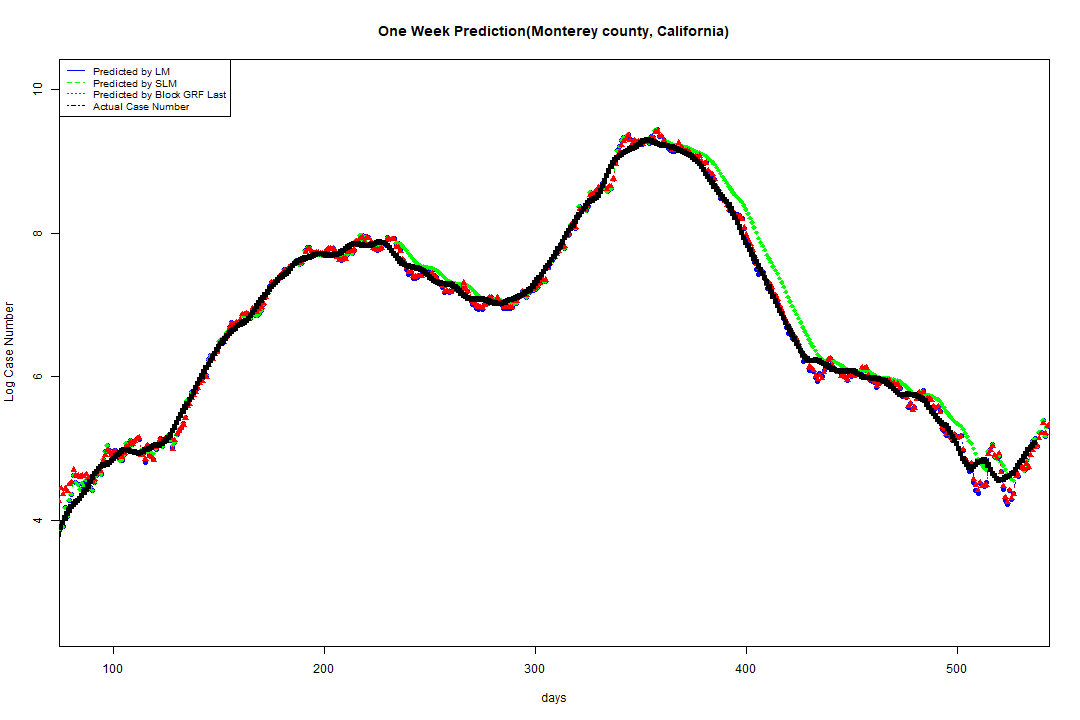 One Week Prediction(Monterey county, California)
Predicted by LM
Predicted by SLM
Predicted by Block GRF Last
Actual Case Number
10
8
6
4
Log Case Number
100 200 300 400 500
days